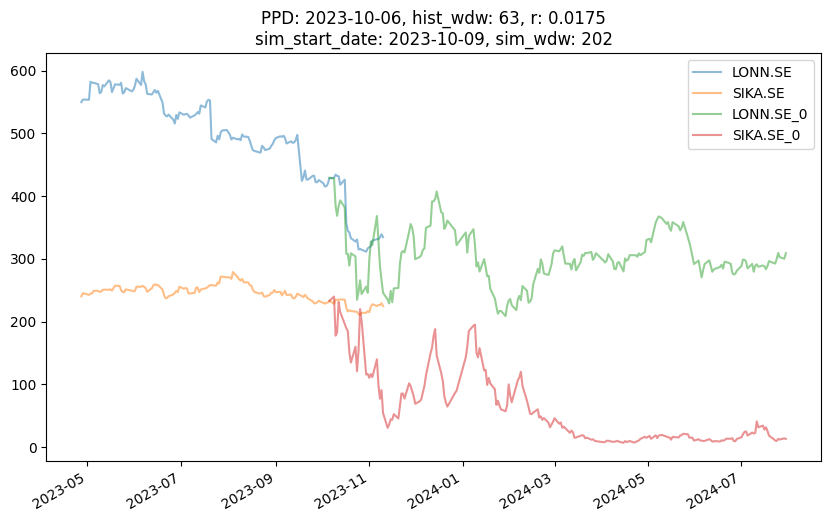 PPD: 2023-10-06, hist_wdw: 63, r: 0.0175
sim_start_date: 2023-10-09, sim_wdw: 202
LONN.SE
SIKA.SE
LONN.SE_0
SIKA.SE_0
600
500
400
300
200
100
0
2023-05
2023-07
2023-09
2023-11
2024-01
2024-03
2024-05
2024-07